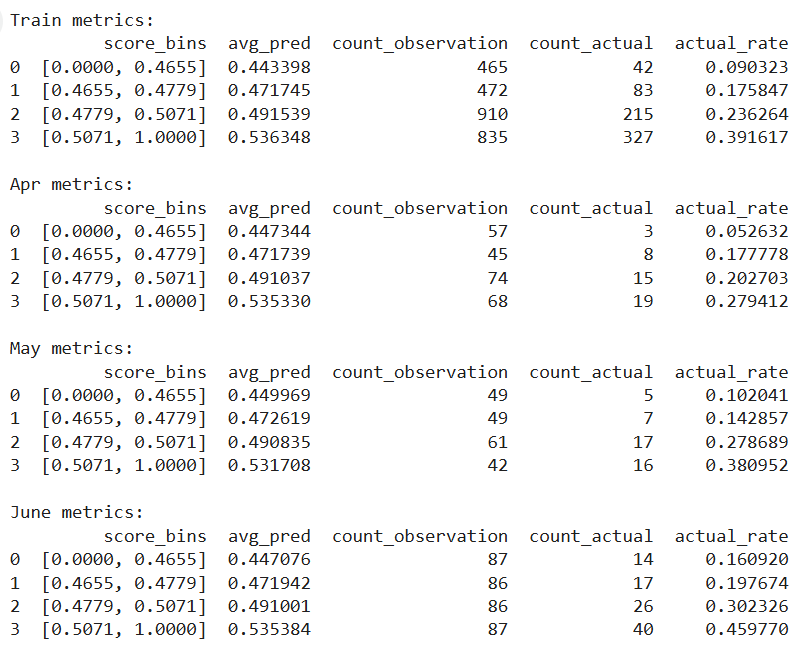 Train metrics:
score_bins avg_pred count_observation count_actual actual_rate
0 [0.0000, 0.4655] 0.443398 465 42 0.090323
1 [0.4655, 0.4779] 0.471745 472 83 0.175847
2 [0.4779, 0.5071] 0.491539 910 215 0.236264
3 [0.5071, 1.0000] 0.536348 835 327 0.391617
Apr metrics:
score_bins avg_pred count_observation count_actual actual_rate
0 [0.0000, 0.4655] 0.447344 57 3 0.052632
1 [0.4655, 0.4779] 0.471739 45 8 0.177778
2 [0.4779, 0.5071] 0.491037 74 15 0.202703
3 [0.5071, 1.0000] 0.535330 68 19 0.279412
May metrics:
score_bins avg_pred count_observation count_actual actual_rate
0 [0.0000, 0.4655] 0.449969 49 5 0.102041
1 [0.4655, 0.4779] 0.472619 49 7 0.142857
2 [0.4779, 0.5071] 0.490835 61 17 0.278689
3 [0.5071, 1.0000] 0.531708 42 16 0.380952
June metrics:
score_bins avg_pred count_observation count_actual actual_rate
0 [0.0000, 0.4655] 0.447076 87 14 0.160920
1 [0.4655, 0.4779] 0.471942 86 17 0.197674
2 [0.4779, 0.5071] 0.491001 86 26 0.302326
3 [0.5071, 1.0000] 0.535384 87 40 0.459770